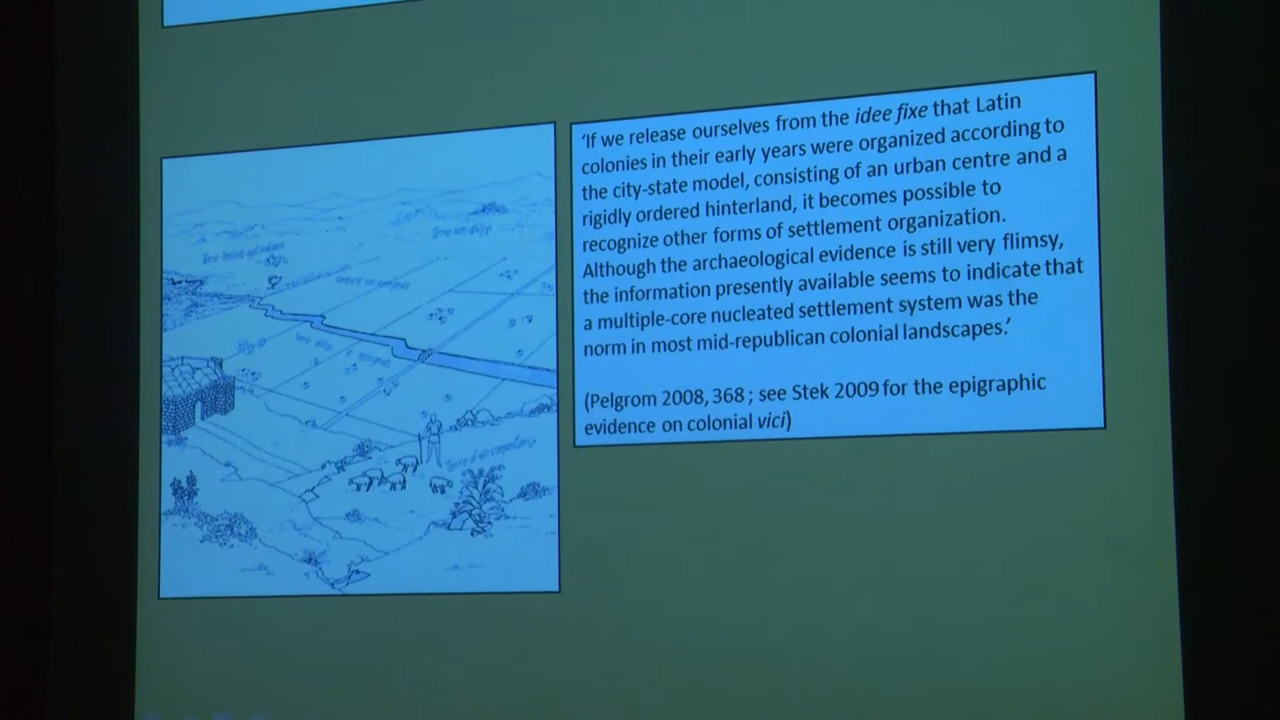 ‘If we release ourselves from the idee fixe that Latin
colonies in their early years were organized according to
the city-state model, consisting of an urban centre and a
rigidly ordered hinterland, it becomes possible to
recognize other forms of settlement organization.
Although the archaeological evidence is still very flimsy,
the information presently available seems to indicate that
a multiple-core nucleated settlement system was the
norm in most mid-republican colonial landscapes.’
(Pelgrom 2008, 368 ; see Stek 2009 for the epigraphic
evidence on colonial vici)